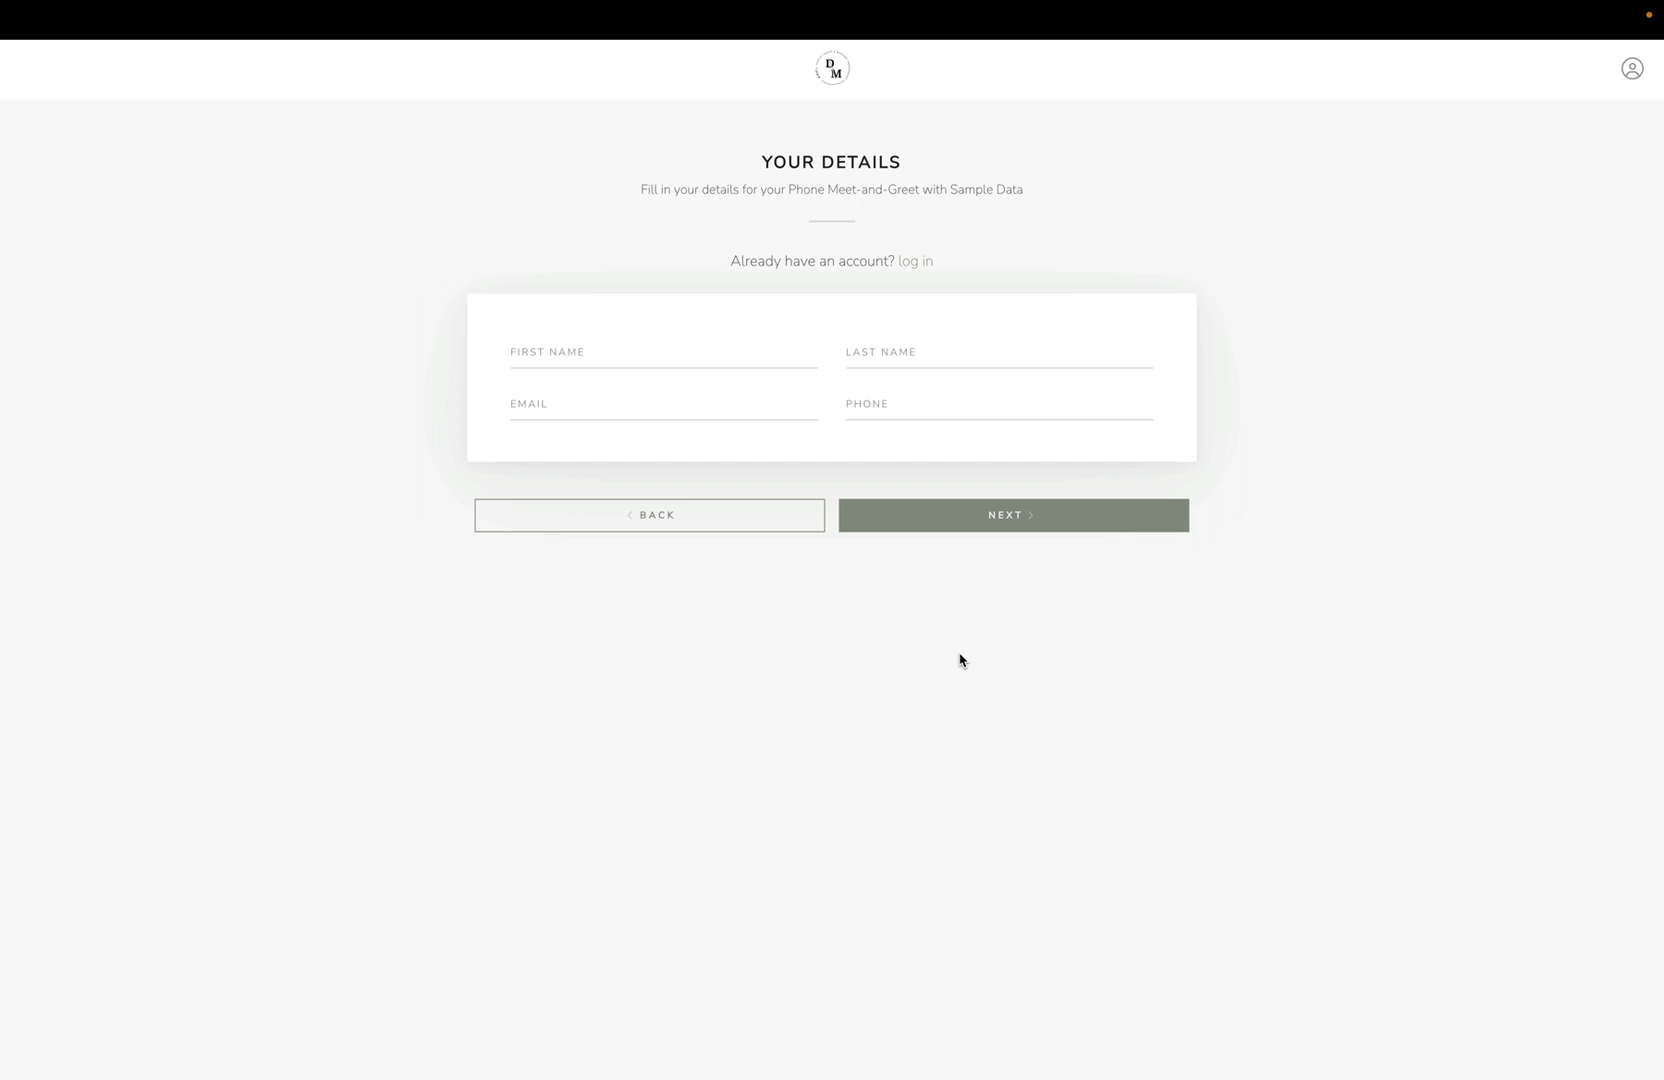 D
M
YOUR DETAILS
Fill in your details for your Phone Meet-and-Greet with Sample Data
Already have an account? log in
FIRST NAME
LAST NAME
EMAIL
PHONE
BACK
NEXT